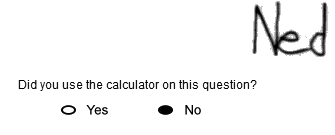 Ned
Did you use the calculator on this question?
Yes No